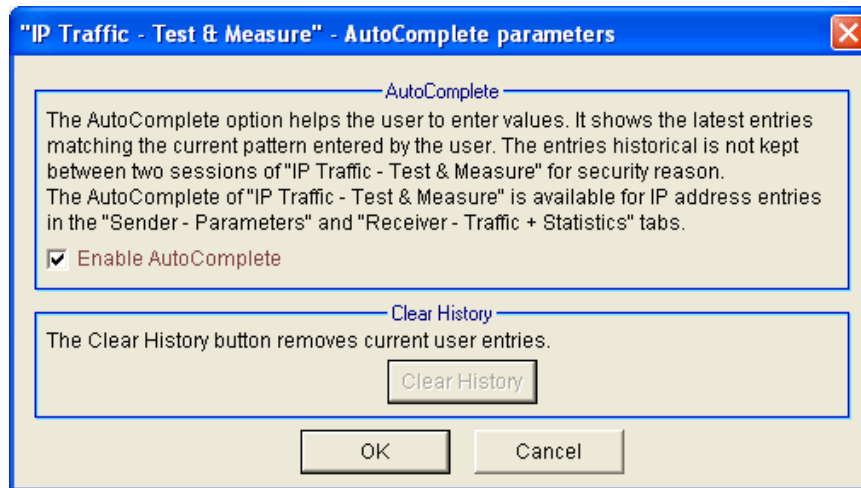 "IP Traffic - Test & Measure" - AutoComplete parameters
AutoComplete
The AutoComplete option helps the user to enter values. It shows the latest entries
matching the current pattern entered by the user. The entries historical is not kept
between two sessions of "IP Traffic - Test & Measure" for security reason.
The AutoComplete of "IP Traffic - Test & Measure" is available for IP address entries
in the "Sender - Parameters" and "Receiver - Traffic + Statistics" tabs.
Enable AutoComplete
Clear History
The Clear History button removes current user entries.
Clear History
OK Cancel